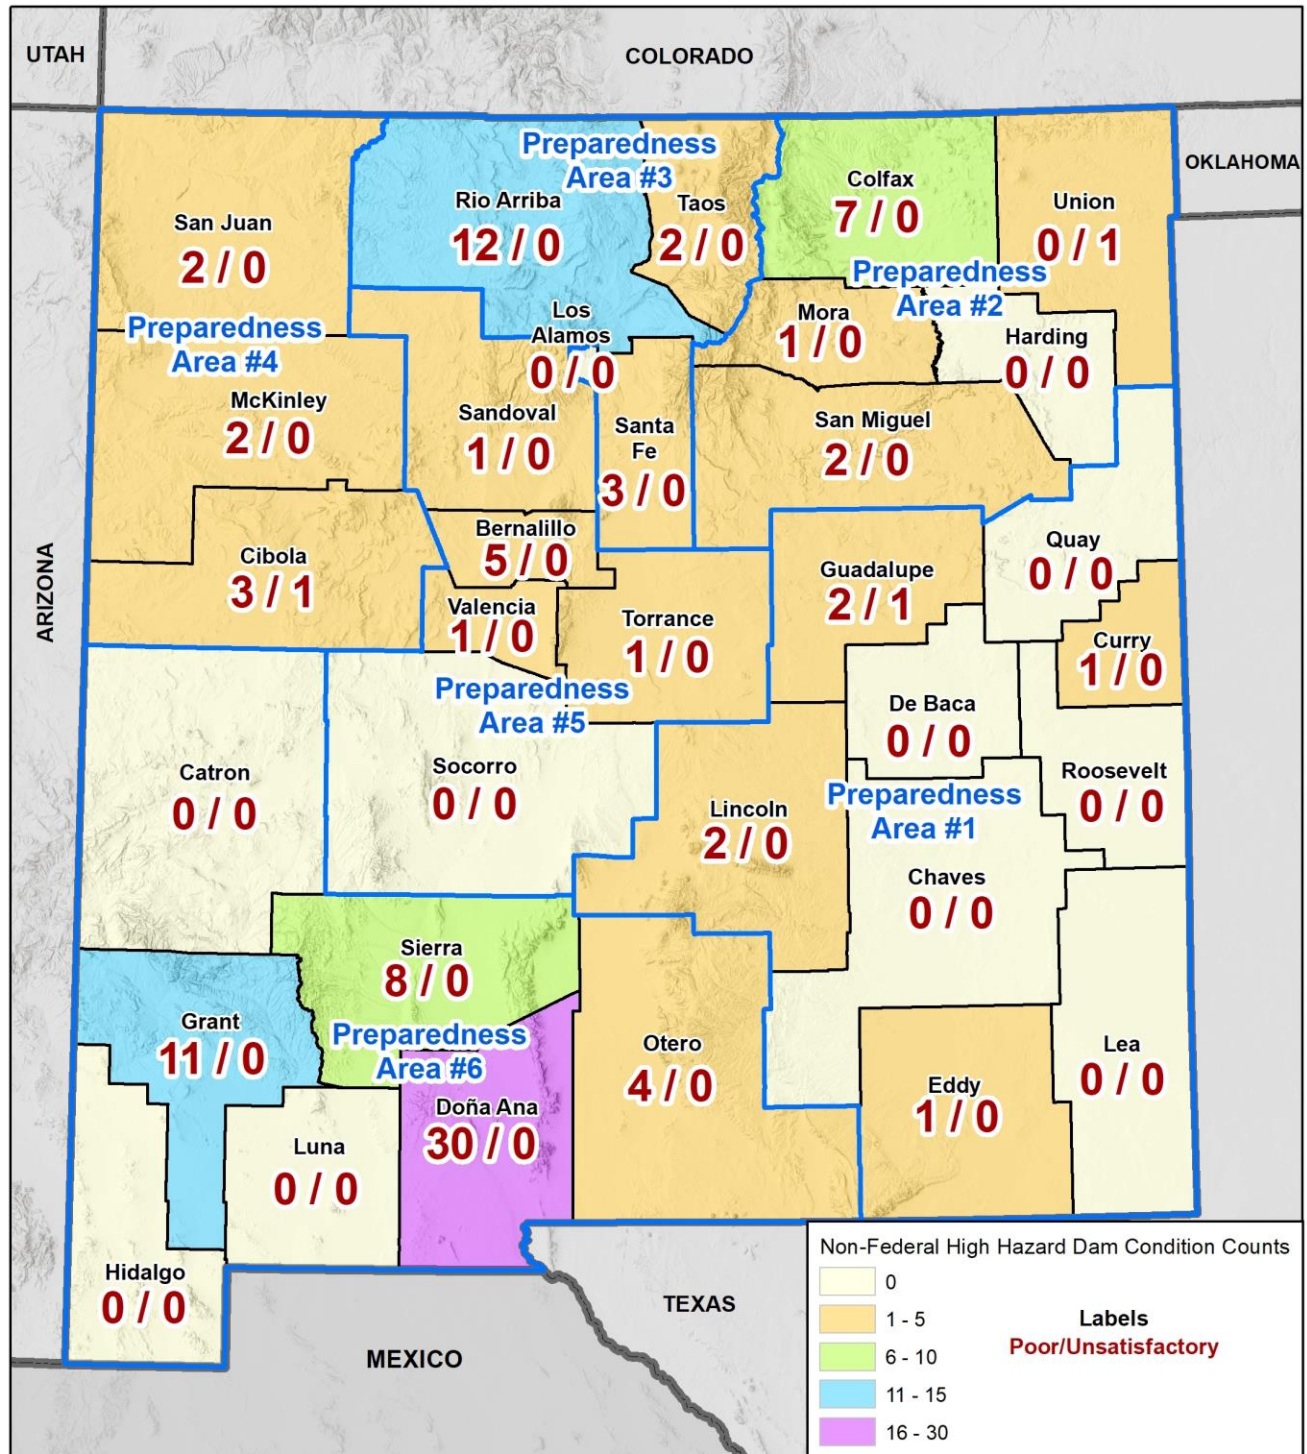 UTAH
COLORADO
OKLAHOMA
ARIZONA
San Juan
2 / 0
Rio Arriba
12 / 0
Preparedness
Area #3
Taos
2 / 0
Colfax
7 / 0
Union
0 / 1
Preparedness
Area #4
Los
Alamos
0 / 0
Mora
1 / 0
Preparedness
Area #2
Harding
0 / 0
McKinley
2 / 0
Sandoval
1 / 0
Santa
Fe
3 / 0
San Miguel
2 / 0
Cibola
3 / 1
Bernalillo
5 / 0
Valencia
1 / 0
Torrance
1 / 0
Guadalupe
2 / 1
Quay
0 / 0
Curry
1 / 0
Preparedness
Area #5
De Baca
0 / 0
Catron
0 / 0
Socorro
0 / 0
Lincoln
2 / 0
Preparedness
Area #1
Roosevelt
0 / 0
Chaves
0 / 0
Sierra
8 / 0
Grant
11 / 0
Preparedness
Area #6
Otero
4 / 0
Eddy
1 / 0
Lea
0 / 0
Doña Ana
30 / 0
Luna
0 / 0
Hidalgo
0 / 0
MEXICO
TEXAS
Non-Federal High Hazard Dam Condition Counts
0
1 - 5
6 - 10
11 - 15
16 - 30
Labels
Poor/Unsatisfactory